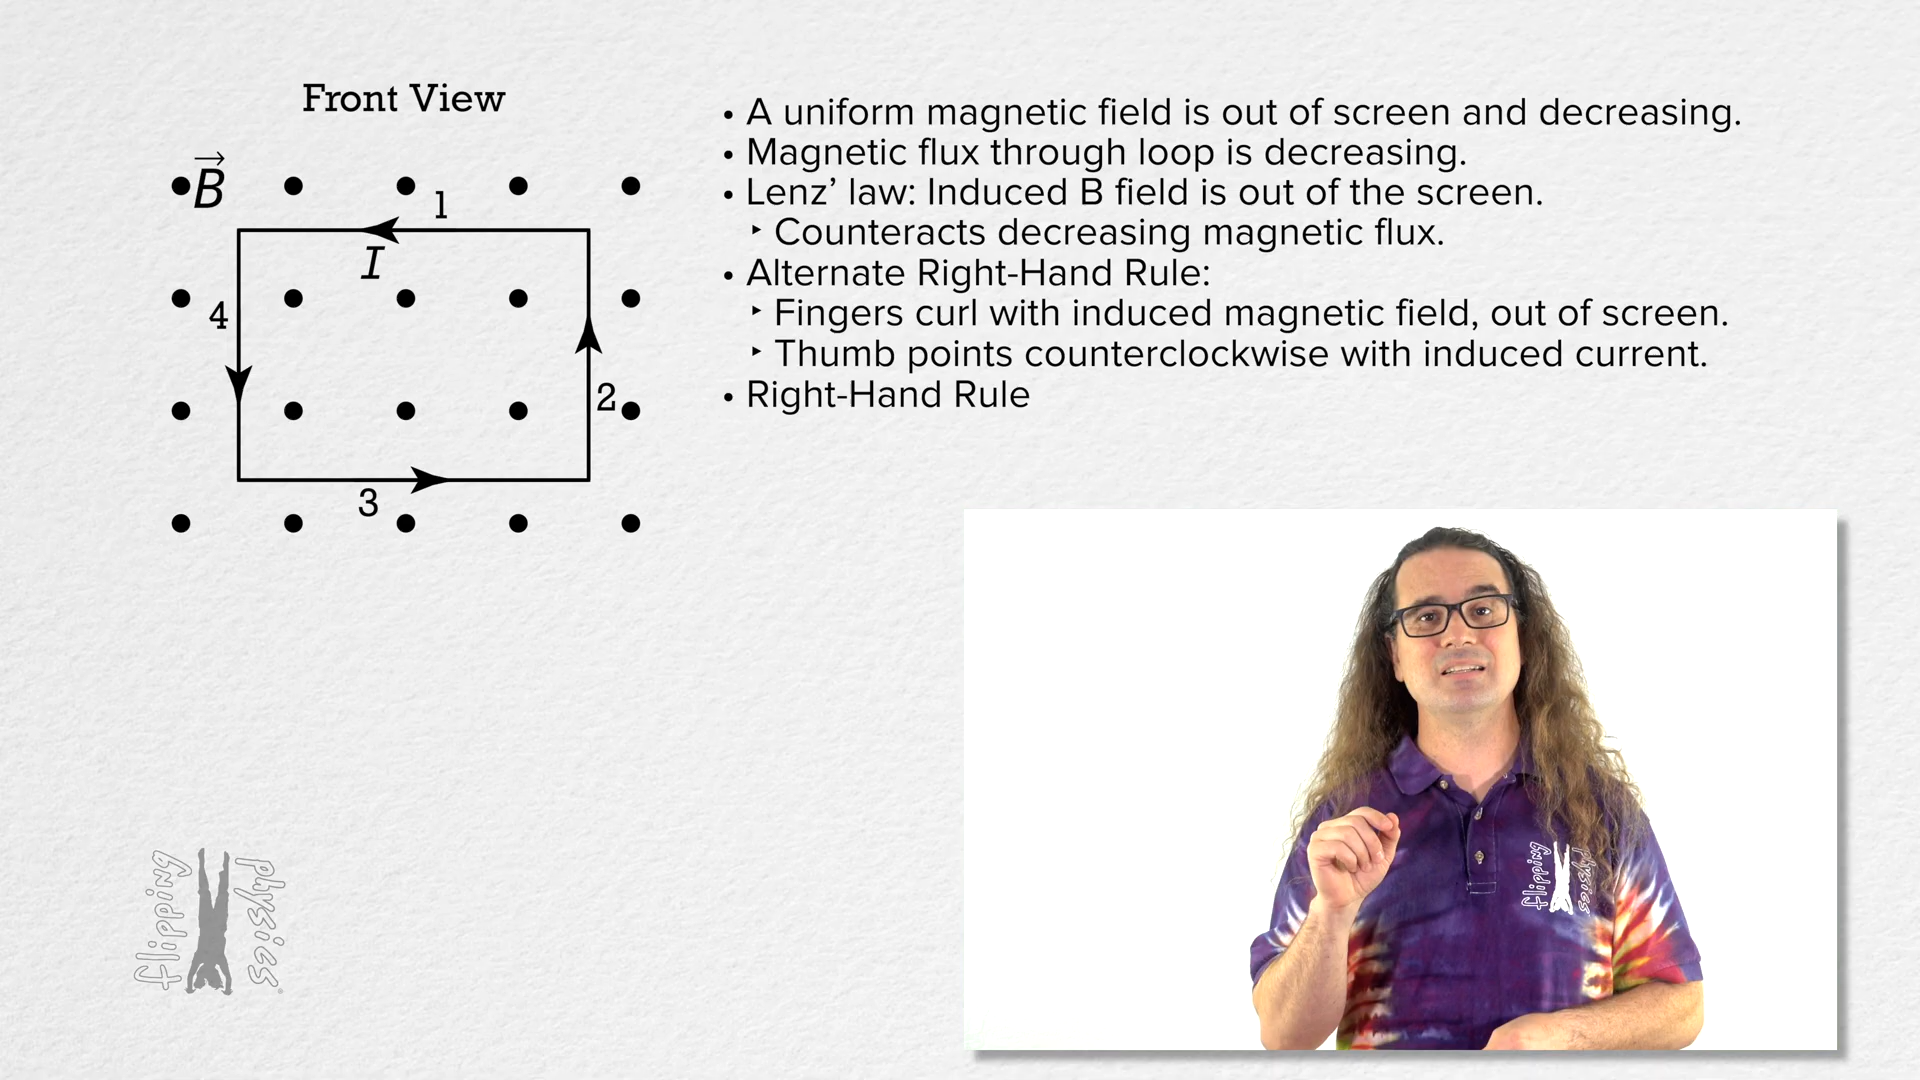 Front View
B
1
I
4
2
3
• A uniform magnetic field is out of screen and decreasing.
• Magnetic flux through loop is decreasing.
• Lenz’ law: Induced B field is out of the screen.
‣ Counteracts decreasing magnetic flux.
• Alternate Right-Hand Rule:
‣ Fingers curl with induced magnetic field, out of screen.
‣ Thumb points counterclockwise with induced current.
• Right-Hand Rule
flipping
physics
flipping
physics